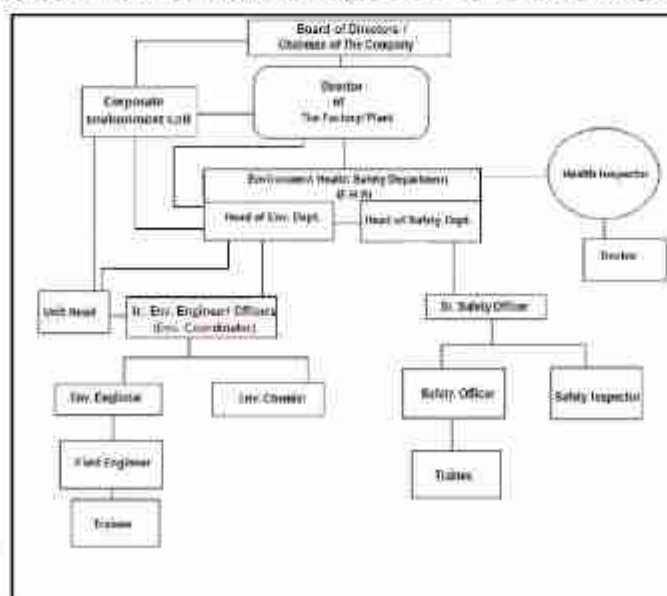 Board of Directors /
Chairman of The Company
Director
of
The Factory/Plant
Corporate
Environment Cell
Environment Health Safety Department
(E.H.S)
Health Inspector
Head of Env. Dept.
Head of Safety Dept.
Doctor
Unit Head
Sr. Env. Engineer/ Officers
(Env. Coordinator)
Sr. Safety Officer
Env. Engineer
Env. Chemist
Safety Officer
Safety Inspector
Field Engineer
Trainee
Trainee